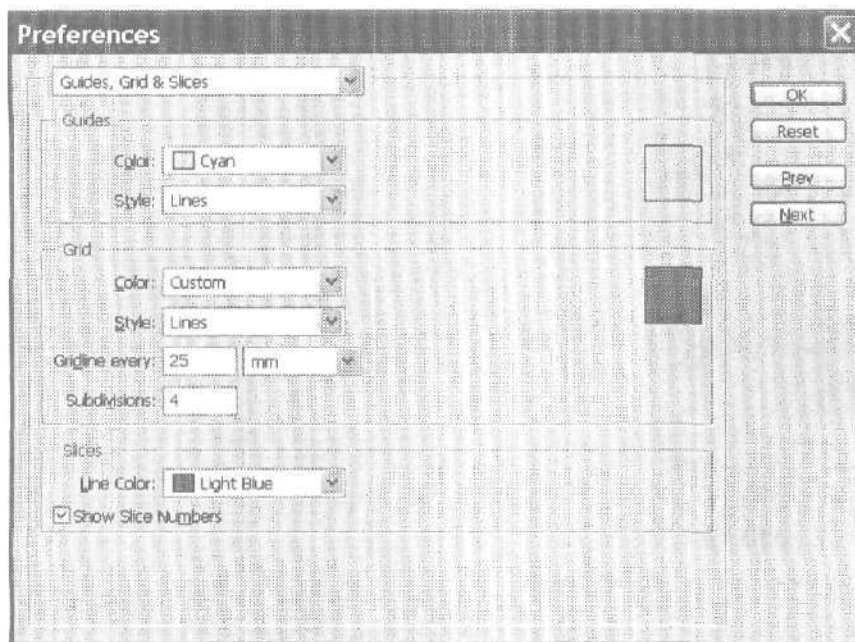 Preferences
Guides, Grid & Slices
OK
Reset
Prev
Next
Guides
Color: Cyan
Style: Lines
Grid
Color: Custom
Style: Lines
Gridline every: 25 mm
Subdivisions: 4
Slices
Line Color: Light Blue
Show Slice Numbers